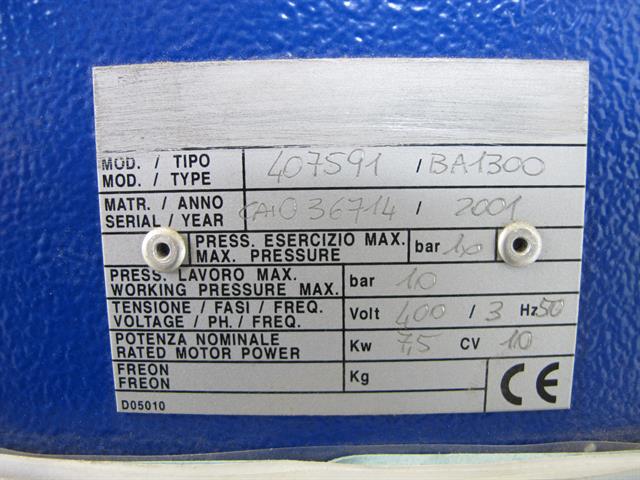 MOD. / TIPO 407591 / BA1300
MOD. / TYPE
MATR. / ANNO CAI036714 / 2001
SERIAL / YEAR
PRESS. ESERCIZIO MAX. bar 10
MAX. PRESSURE
PRESS. LAVORO MAX. bar 10
WORKING PRESSURE MAX.
TENSIONE / FASI / FREQ. Volt 400 / 3 Hz 50
VOLTAGE / PH. / FREQ.
POTENZA NOMINALE Kw 7,5 CV 10
RATED MOTOR POWER
FREON Kg
FREON
CE
D05010